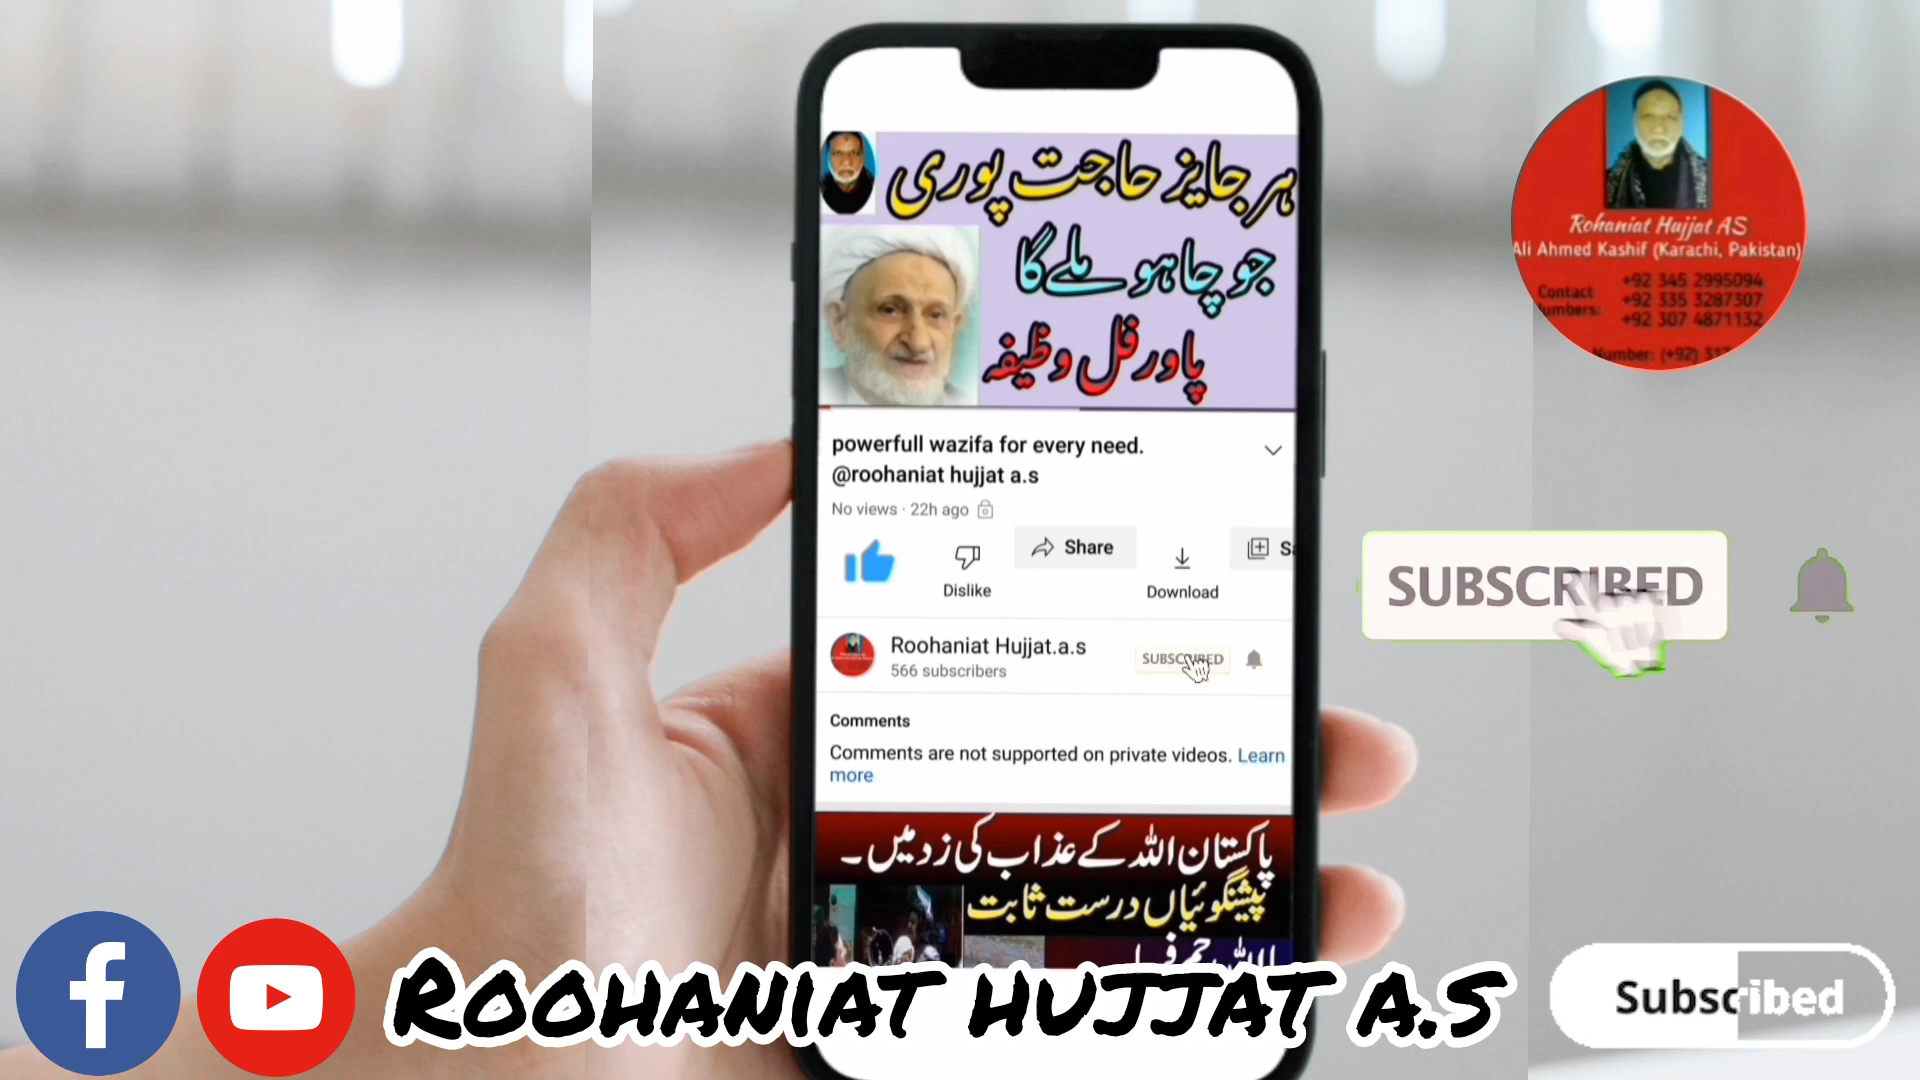 ہر جایز حاجت پوری
جو چاہو ملے گا
پاورفل وظیفہ
powerfull wazifa for every need.
@roohaniat hujjat a.s
No views · 22h ago
Share
Dislike
Download
Roohaniat Hujjat.a.s
566 subscribers
SUBSCRIBED
Comments
Comments are not supported on private videos. Learn
more
پاکستان اللہ کے عذاب کی زد میں ۔
پیشنگوئیاں درست ثابت
Rohaniat Hujjat AS
Ali Ahmed Kashif (Karachi, Pakistan)
Contact +92 345 2995094
+92 335 3287307
+92 307 4871132
SUBSCRIBED
ROOHANIAT HUJJAT A.S
Subscribed